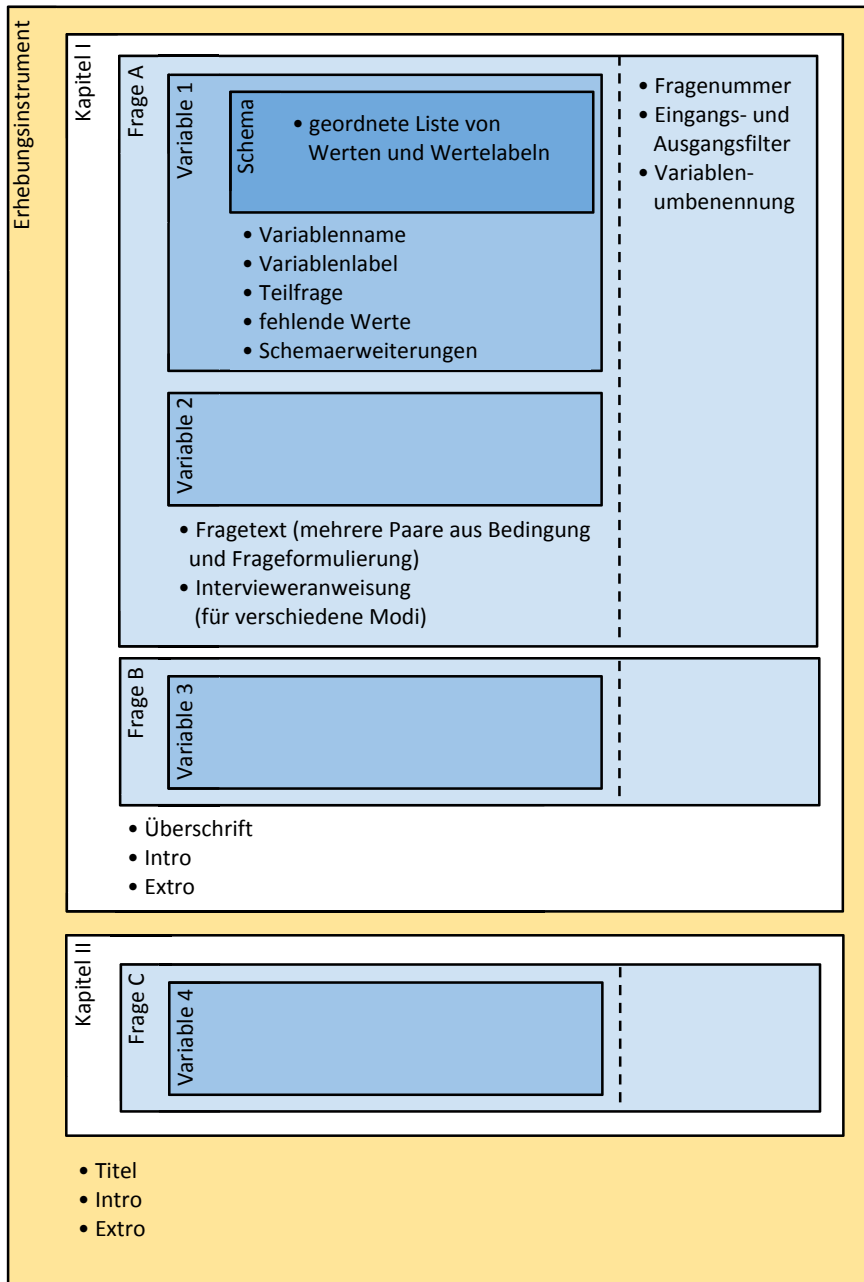 Erhebungsinstrument
Kapitel I
Frage A
Variable 1
Schema
• geordnete Liste von
Werten und Wertelabeln
• Variablenname
• Variablenlabel
• Teilfrage
• fehlende Werte
• Schemaerweiterungen
• Fragenummer
• Eingangs- und
Ausgangsfilter
• Variablen-
umbenennung
Variable 2
• Fragetext (mehrere Paare aus Bedingung
und Frageformulierung)
• Intervieweranweisung
(für verschiedene Modi)
Frage B
Variable 3
• Überschrift
• Intro
• Extro
Kapitel II
Frage C
Variable 4
• Titel
• Intro
• Extro